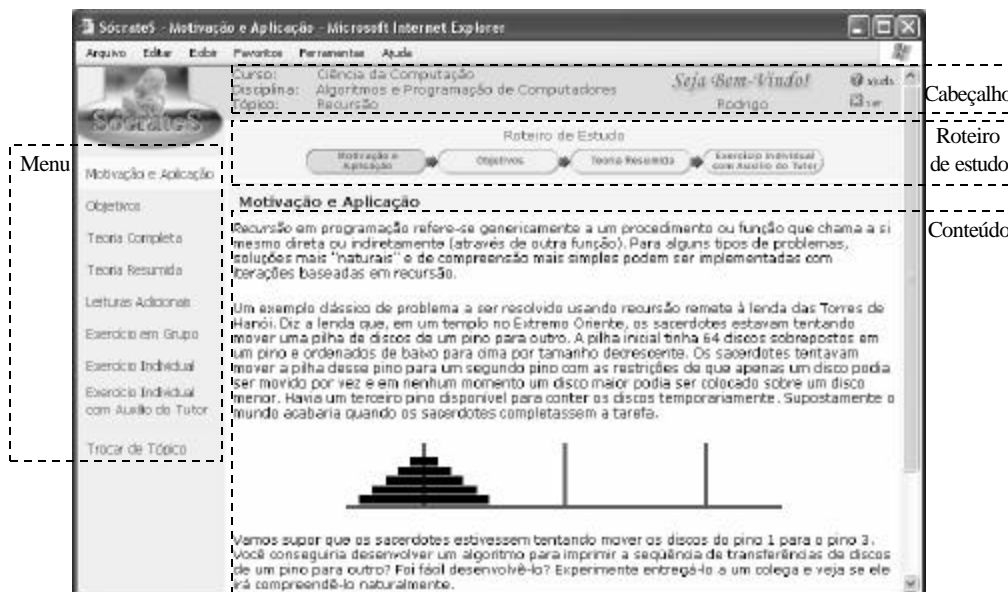 SócrateS - Motivação e Aplicação - Microsoft Internet Explorer
Arquivo Editar Exibir Favoritos Ferramentas Ajuda
SócrateS
Curso: Ciência da Computação
Disciplina: Algoritmos e Programação de Computadores
Tópico: Recursão
Seja Bem-Vindo!
Rodrigo
ajuda
sair
Cabeçalho
Roteiro de Estudo
Motivação e Aplicação
Objetivos
Teoria Resumida
Exercício Individual
com Auxílio do Tutor
Roteiro
de estudo
Menu
Motivação e Aplicação
Objetivos
Teoria Completa
Teoria Resumida
Leituras Adicionais
Exercício em Grupo
Exercício Individual
Exercício Individual
com Auxílio do Tutor
Trocar de Tópico
Conteúdo
Motivação e Aplicação
Recursão em programação refere-se genericamente a um procedimento ou função que chama a si
mesmo direta ou indiretamente (através de outra função). Para alguns tipos de problemas,
soluções mais "naturais" e de compreensão mais simples podem ser implementadas com
iterações baseadas em recursão.
Um exemplo clássico de problema a ser resolvido usando recursão remete à lenda das Torres de
Hanói. Diz a lenda que, em um templo no Extremo Oriente, os sacerdotes estavam tentando
mover uma pilha de discos de um pino para outro. A pilha inicial tinha 64 discos sobrepostos em
um pino e ordenados de baixo para cima por tamanho decrescente. Os sacerdotes tentavam
mover a pilha desse pino para um segundo pino com as restrições de que apenas um disco podia
ser movido por vez e em nenhum momento um disco maior podia ser colocado sobre um disco
menor. Havia um terceiro pino disponível para conter os discos temporariamente. Supostamente o
mundo acabaria quando os sacerdotes completassem a tarefa.
Vamos supor que os sacerdotes estivessem tentando mover os discos do pino 1 para o pino 3.
Você conseguiria desenvolver um algoritmo para imprimir a seqüência de transferências de discos
de um pino para outro? Foi fácil desenvolvê-lo? Experimente entregá-lo a um colega e veja se ele
irá compreendê-lo naturalmente.